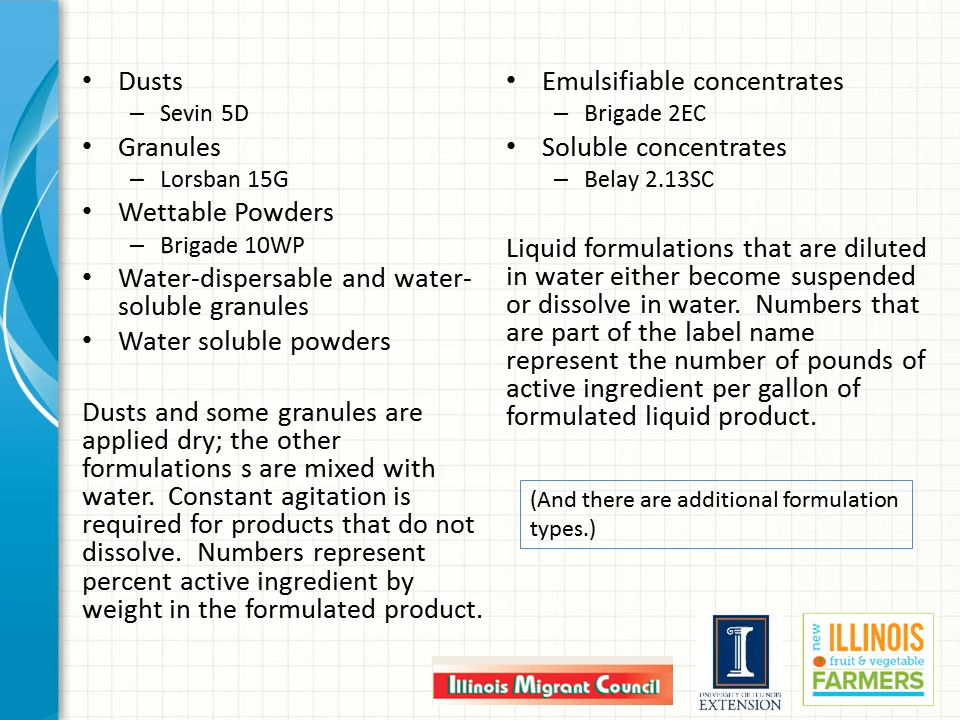 • Dusts
– Sevin 5D
• Granules
– Lorsban 15G
• Wettable Powders
– Brigade 10WP
• Water-dispersable and water-
soluble granules
• Water soluble powders
Dusts and some granules are
applied dry; the other
formulations s are mixed with
water.  Constant agitation is
required for products that do not
dissolve.  Numbers represent
percent active ingredient by
weight in the formulated product.
• Emulsifiable concentrates
– Brigade 2EC
• Soluble concentrates
– Belay 2.13SC
Liquid formulations that are diluted
in water either become suspended
or dissolve in water.  Numbers that
are part of the label name
represent the number of pounds of
active ingredient per gallon of
formulated liquid product.
(And there are additional formulation
types.)
Illinois Migrant Council
I
UNIVERSITY OF ILLINOIS
EXTENSION
new
ILLINOIS
fruit & vegetable
FARMERS